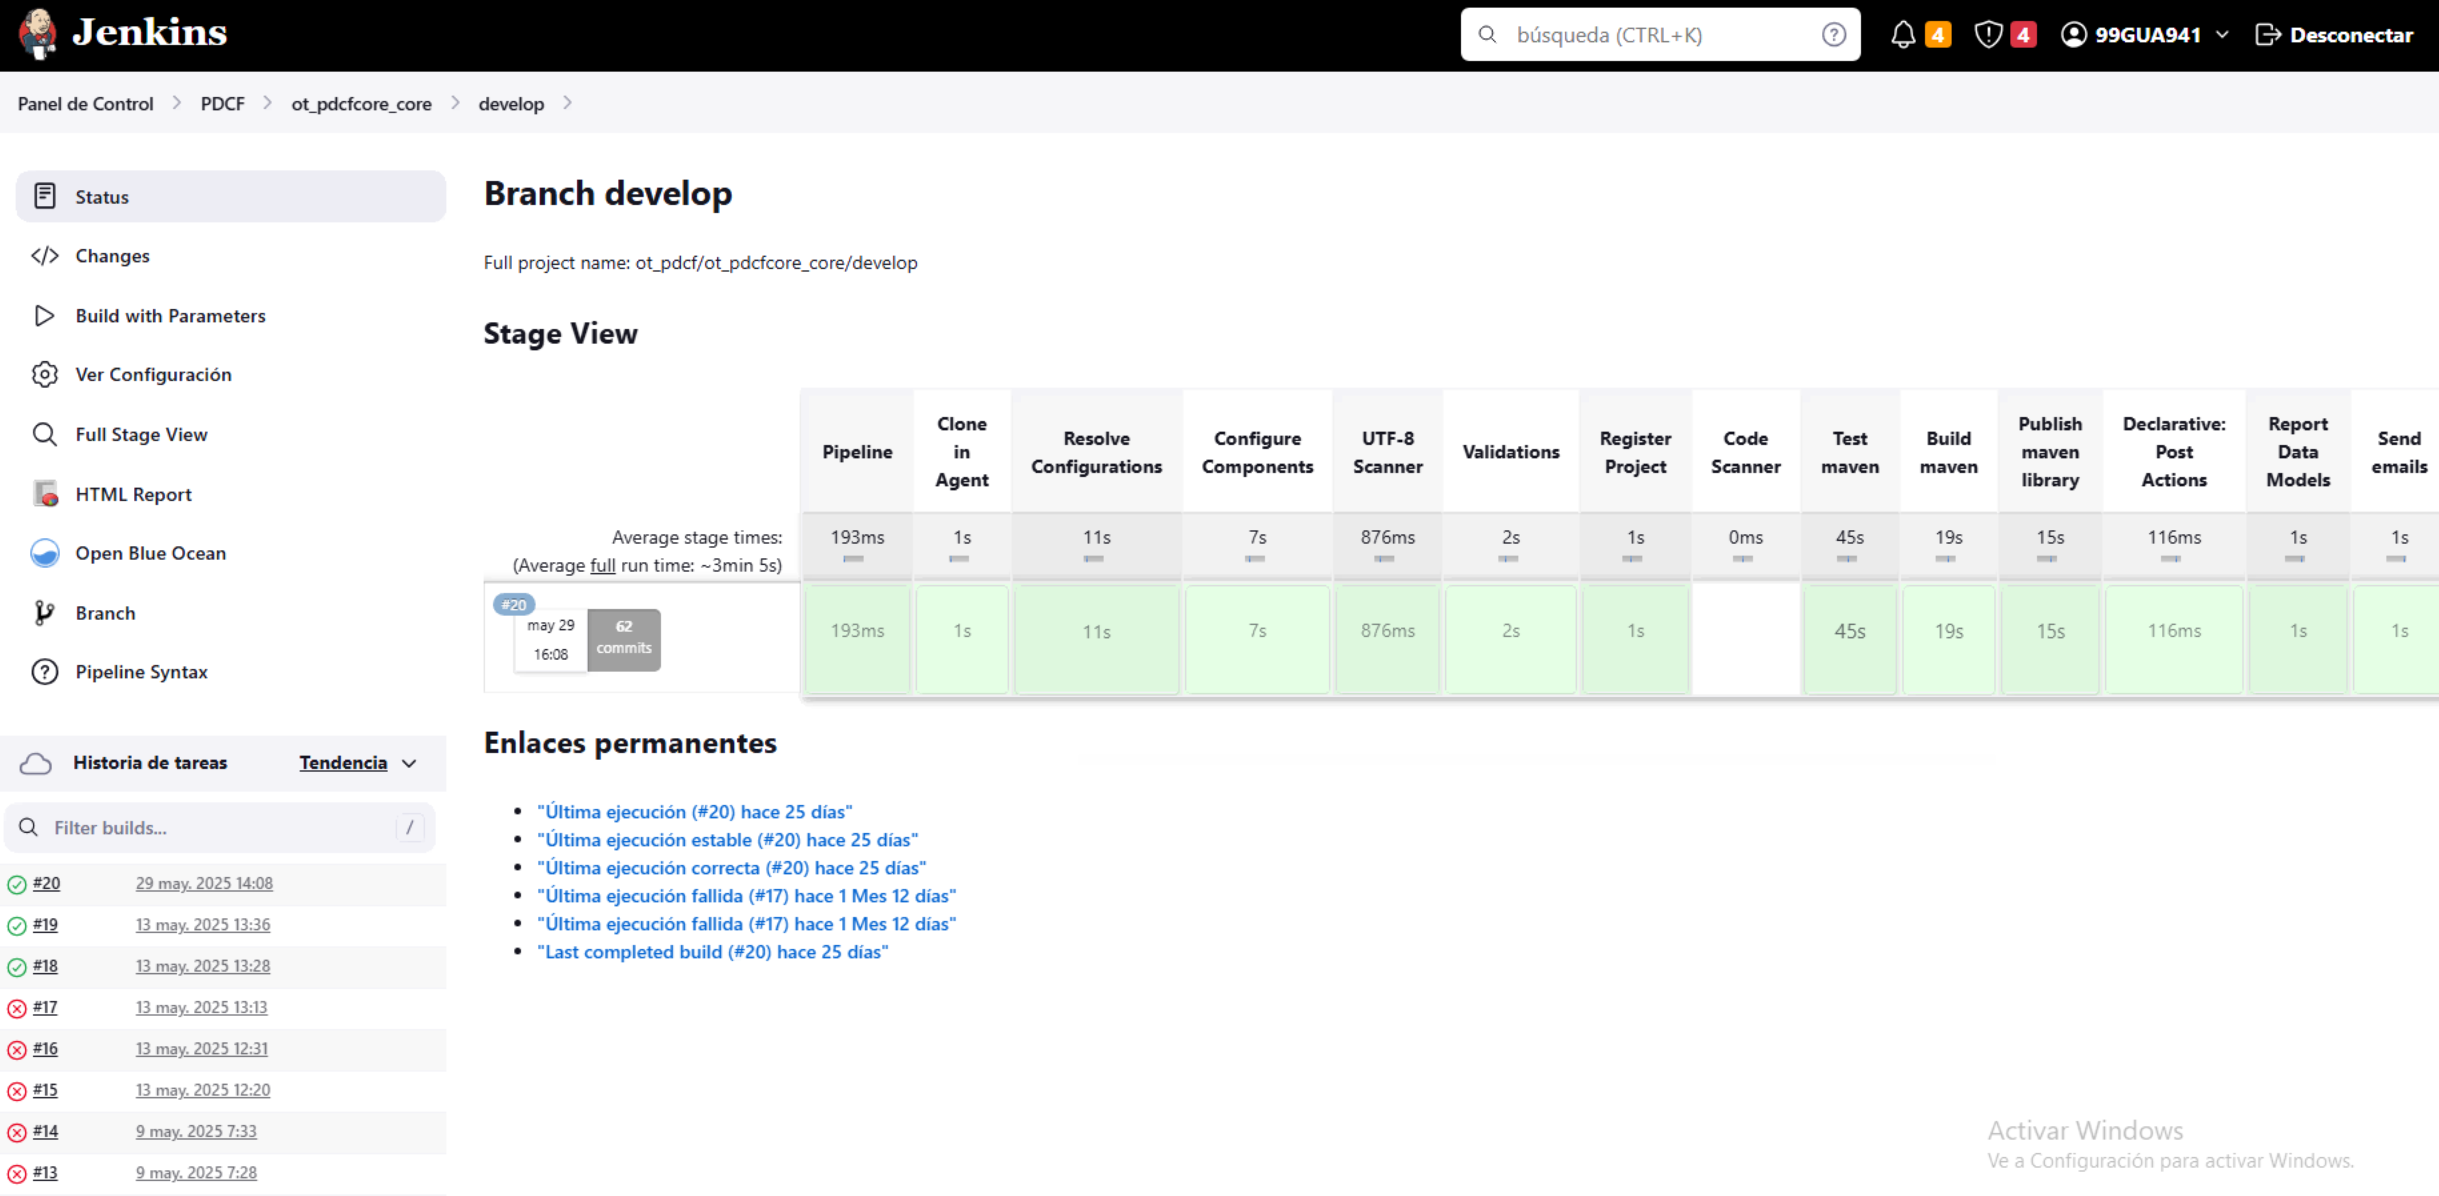 Jenkins
búsqueda (CTRL+K)
4
4
99GUA941
Desconectar
Panel de Control
PDCF
ot_pdcfcore_core
develop
Status
Changes
Build with Parameters
Ver Configuración
Full Stage View
HTML Report
Open Blue Ocean
Branch
Pipeline Syntax
Historia de tareas
Tendencia
Filter builds...
/
#20 29 may. 2025 14:08
#19 13 may. 2025 13:36
#18 13 may. 2025 13:28
#17 13 may. 2025 13:13
#16 13 may. 2025 12:31
#15 13 may. 2025 12:20
#14 9 may. 2025 7:33
#13 9 may. 2025 7:28
Branch develop
Full project name: ot_pdcf/ot_pdcfcore_core/develop
Stage View
Pipeline
Clone
in
Agent
Resolve
Configurations
Configure
Components
UTF-8
Scanner
Validations
Register
Project
Code
Scanner
Test
maven
Build
maven
Publish
maven
library
Declarative:
Post
Actions
Report
Data
Models
Send
emails
Average stage times:
(Average full run time: ~3min 5s)
193ms 1s 11s 7s 876ms 2s 1s 0ms 45s 19s 15s 116ms 1s 1s
#20
may 29
16:08
62
commits
193ms 1s 11s 7s 876ms 2s 1s 45s 19s 15s 116ms 1s 1s
Enlaces permanentes
"Última ejecución (#20) hace 25 días"
"Última ejecución estable (#20) hace 25 días"
"Última ejecución correcta (#20) hace 25 días"
"Última ejecución fallida (#17) hace 1 Mes 12 días"
"Última ejecución fallida (#17) hace 1 Mes 12 días"
"Last completed build (#20) hace 25 días"
Activar Windows
Ve a Configuración para activar Windows.